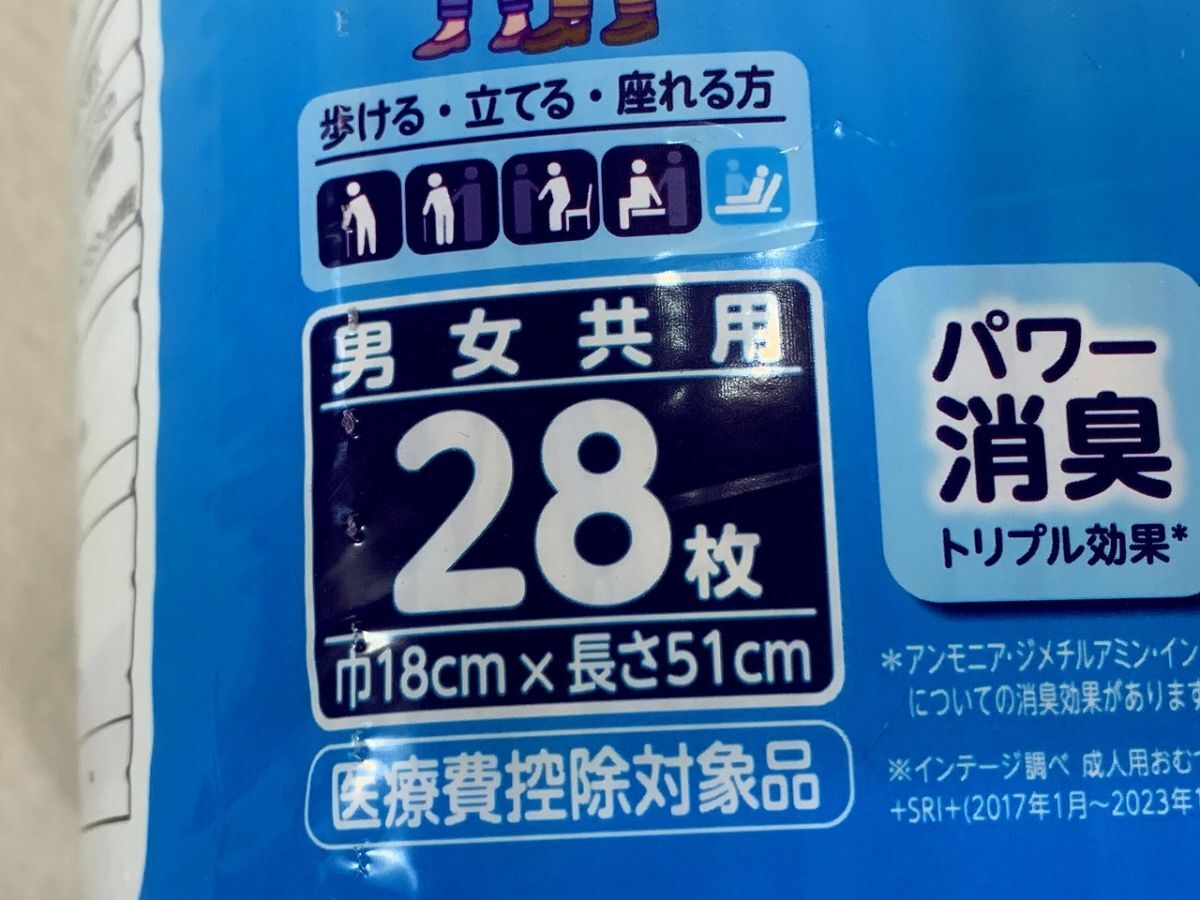 歩ける・立てる・座れる方
男女共用
28枚
巾18cm×長さ51cm
医療費控除対象品
パワー
消臭
トリプル効果*
*アンモニア・ジメチルアミン・イン
についての消臭効果があります
※インテージ調べ 成人用おむつ
+SRI+(2017年1月～2023年